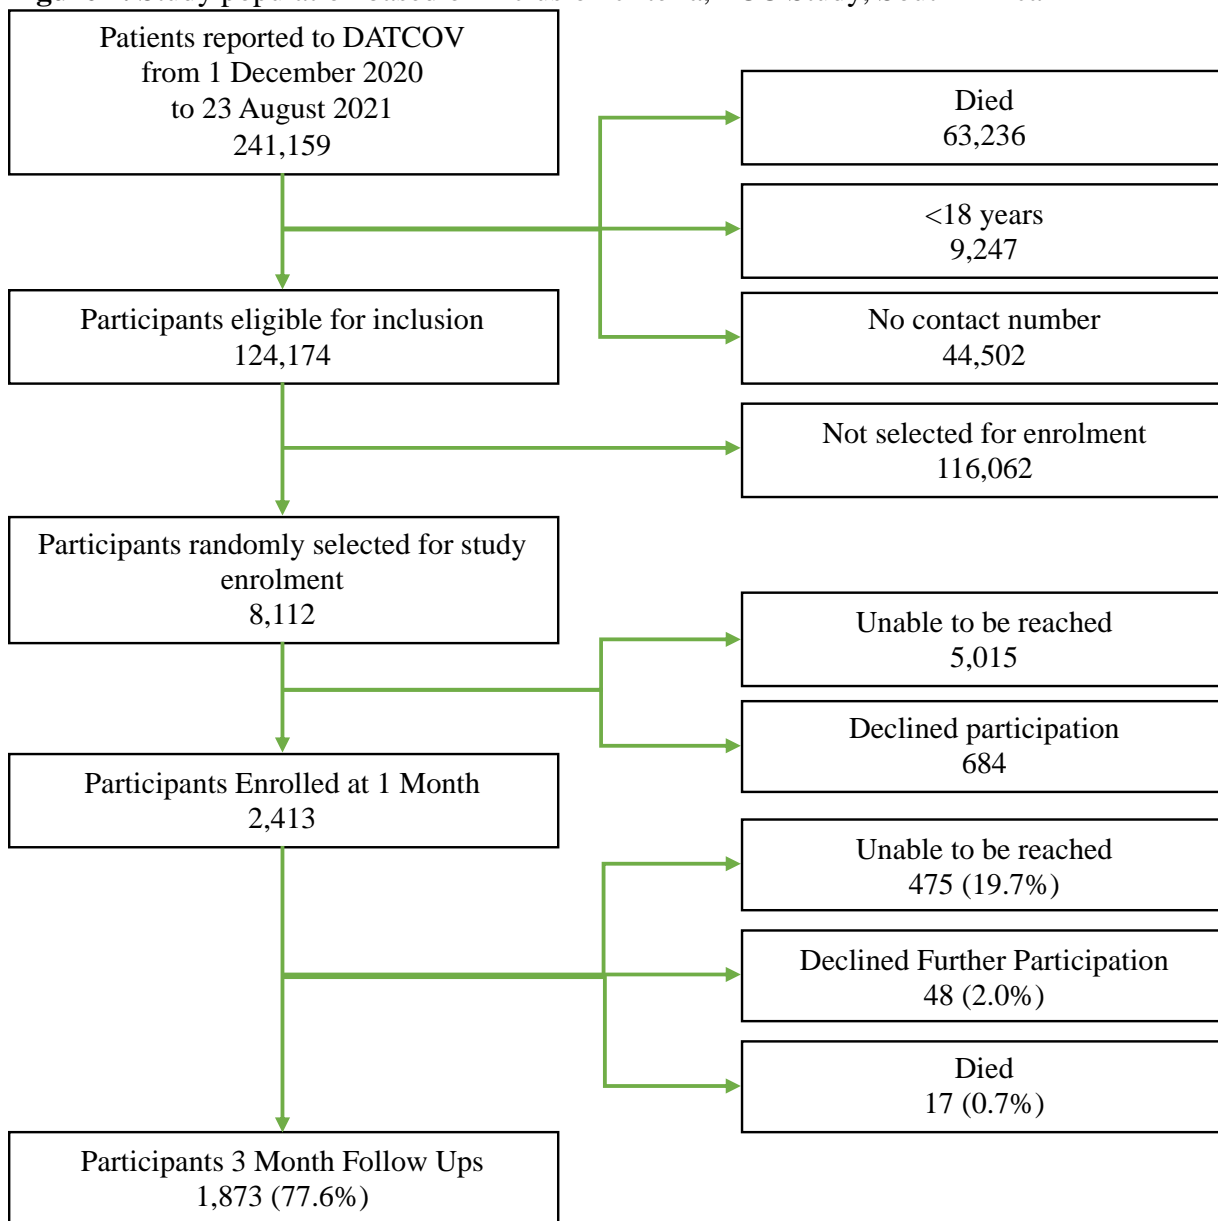 Patients reported to DATCOV
from 1 December 2020
to 23 August 2021
241,159
Died
63,236
<18 years
9,247
Participants eligible for inclusion
124,174
No contact number
44,502
Not selected for enrolment
116,062
Participants randomly selected for study
enrolment
8,112
Unable to be reached
5,015
Declined participation
684
Participants Enrolled at 1 Month
2,413
Unable to be reached
475 (19.7%)
Declined Further Participation
48 (2.0%)
Died
17 (0.7%)
Participants 3 Month Follow Ups
1,873 (77.6%)